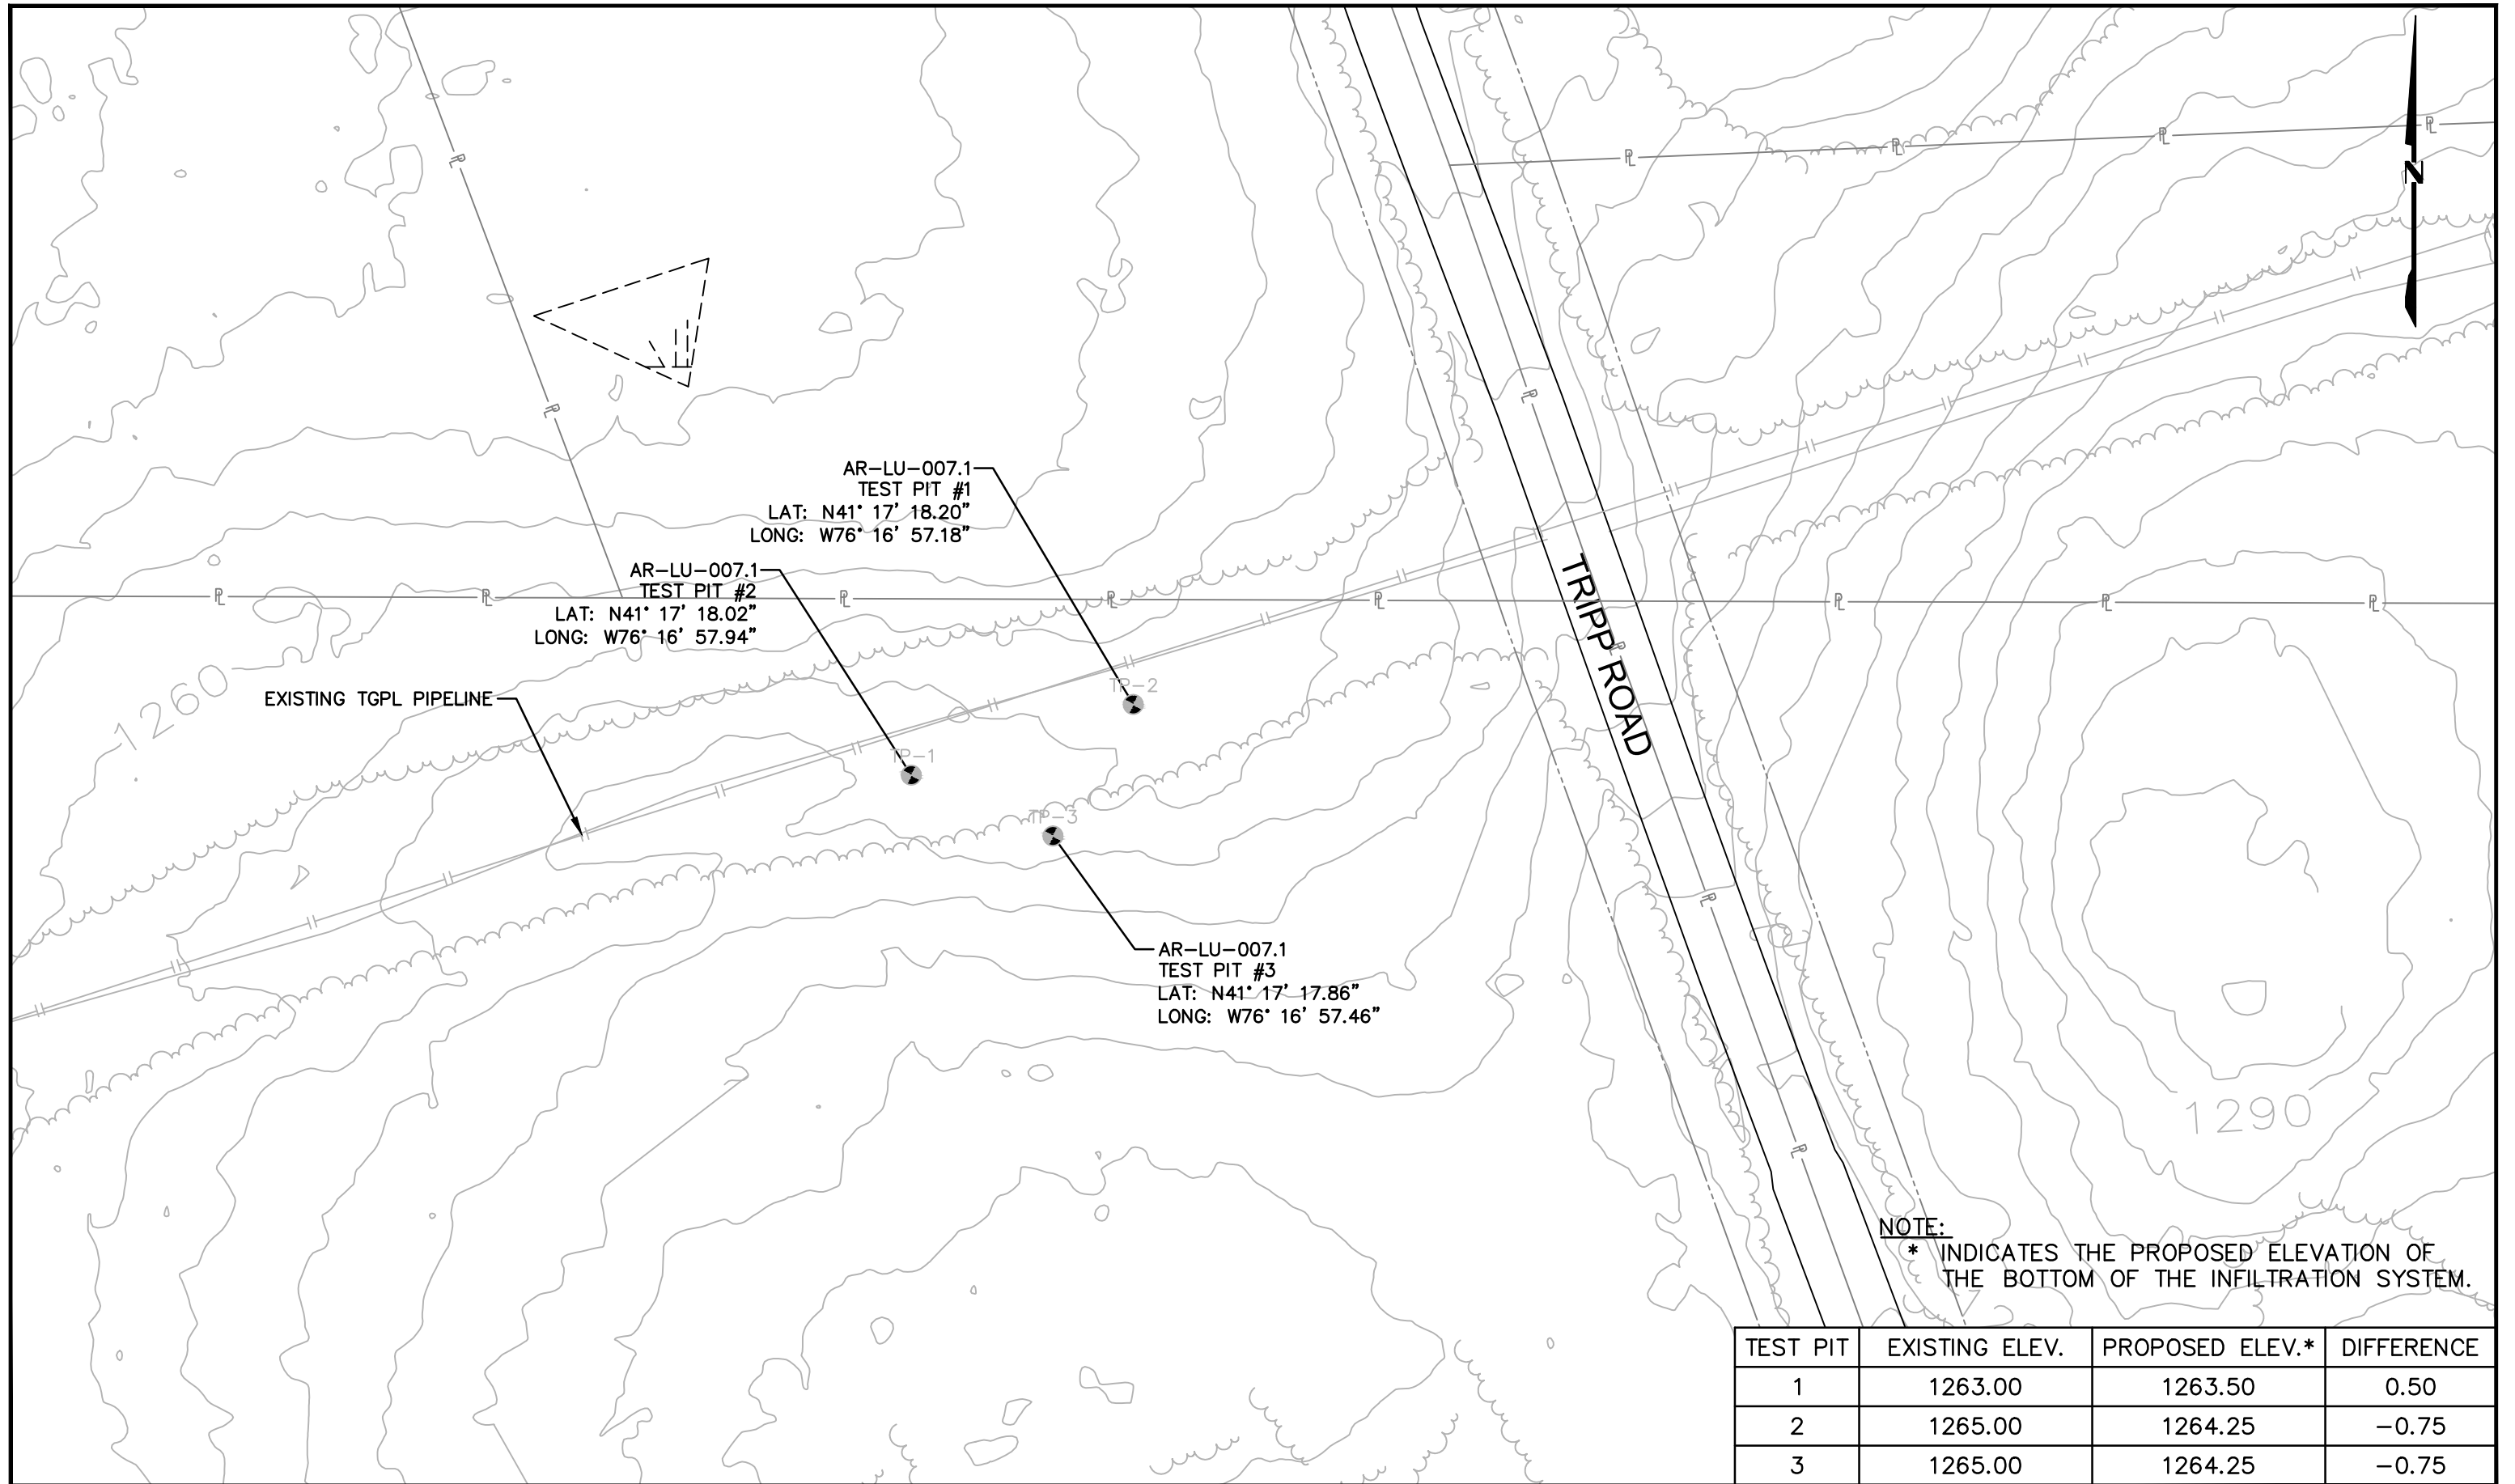 N
AR-LU-007.1
TEST PIT #1
LAT: N41° 17' 18.20"
LONG: W76° 16' 57.18"
AR-LU-007.1
TEST PIT #2
LAT: N41° 17' 18.02"
LONG: W76° 16' 57.94"
EXISTING TGPL PIPELINE
1260
TP-2
TP-1
TP-3
TRIPP ROAD
AR-LU-007.1
TEST PIT #3
LAT: N41° 17' 17.86"
LONG: W76° 16' 57.46"
1290
NOTE:
* INDICATES THE PROPOSED ELEVATION OF
THE BOTTOM OF THE INFILTRATION SYSTEM.
TEST PIT EXISTING ELEV. PROPOSED ELEV.* DIFFERENCE
1 1263.00 1263.50 0.50
2 1265.00 1264.25 -0.75
3 1265.00 1264.25 -0.75